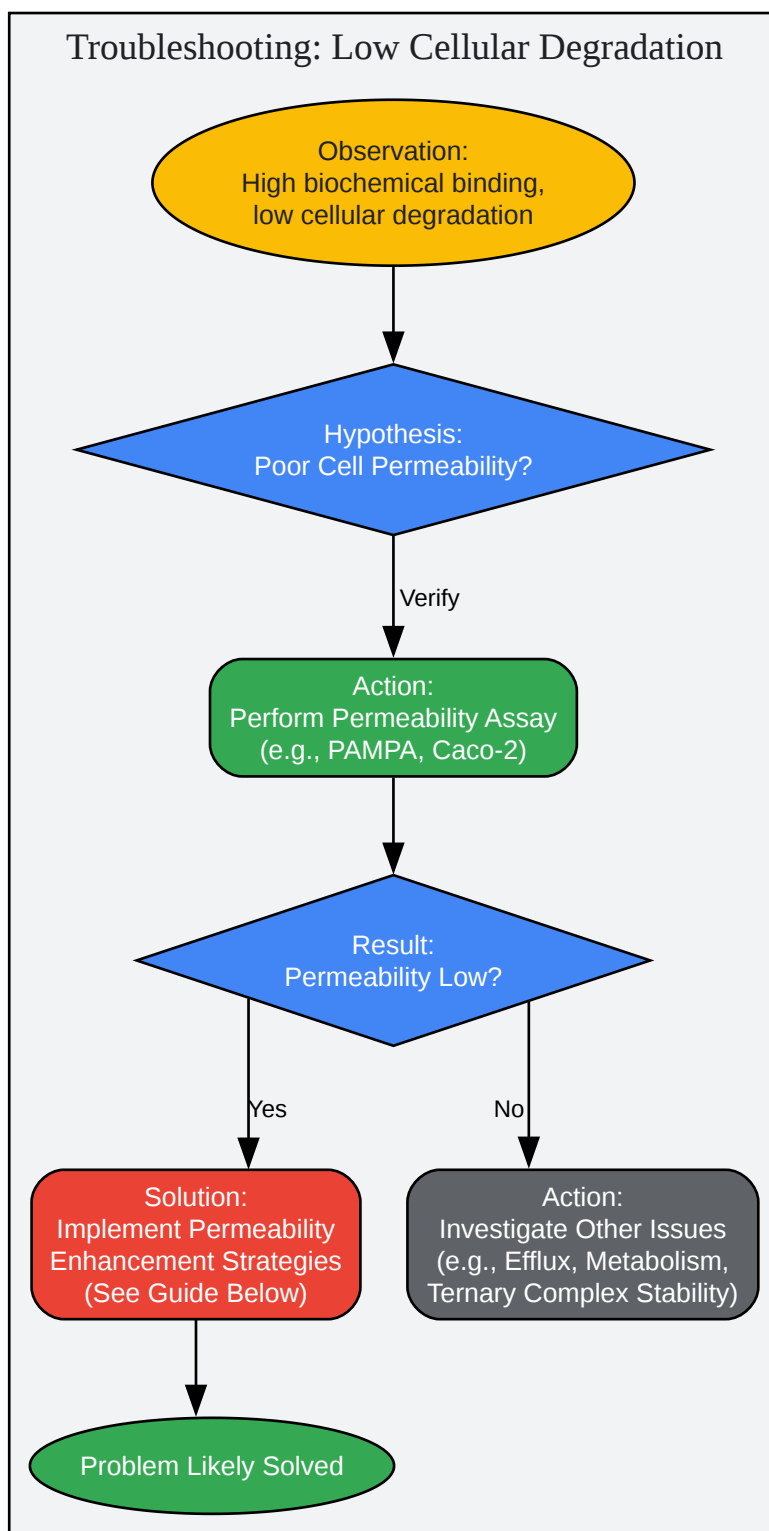 Troubleshooting: Low Cellular Degradation
Observation:
High biochemical binding,
low cellular degradation
Hypothesis:
Poor Cell Permeability?
Verify
Action:
Perform Permeability Assay
(e.g., PAMPA, Caco-2)
Result:
Permeability Low?
Yes
No
Solution:
Implement Permeability
Enhancement Strategies
(See Guide Below)
Action:
Investigate Other Issues
(e.g., Efflux, Metabolism,
Ternary Complex Stability)
Problem Likely Solved